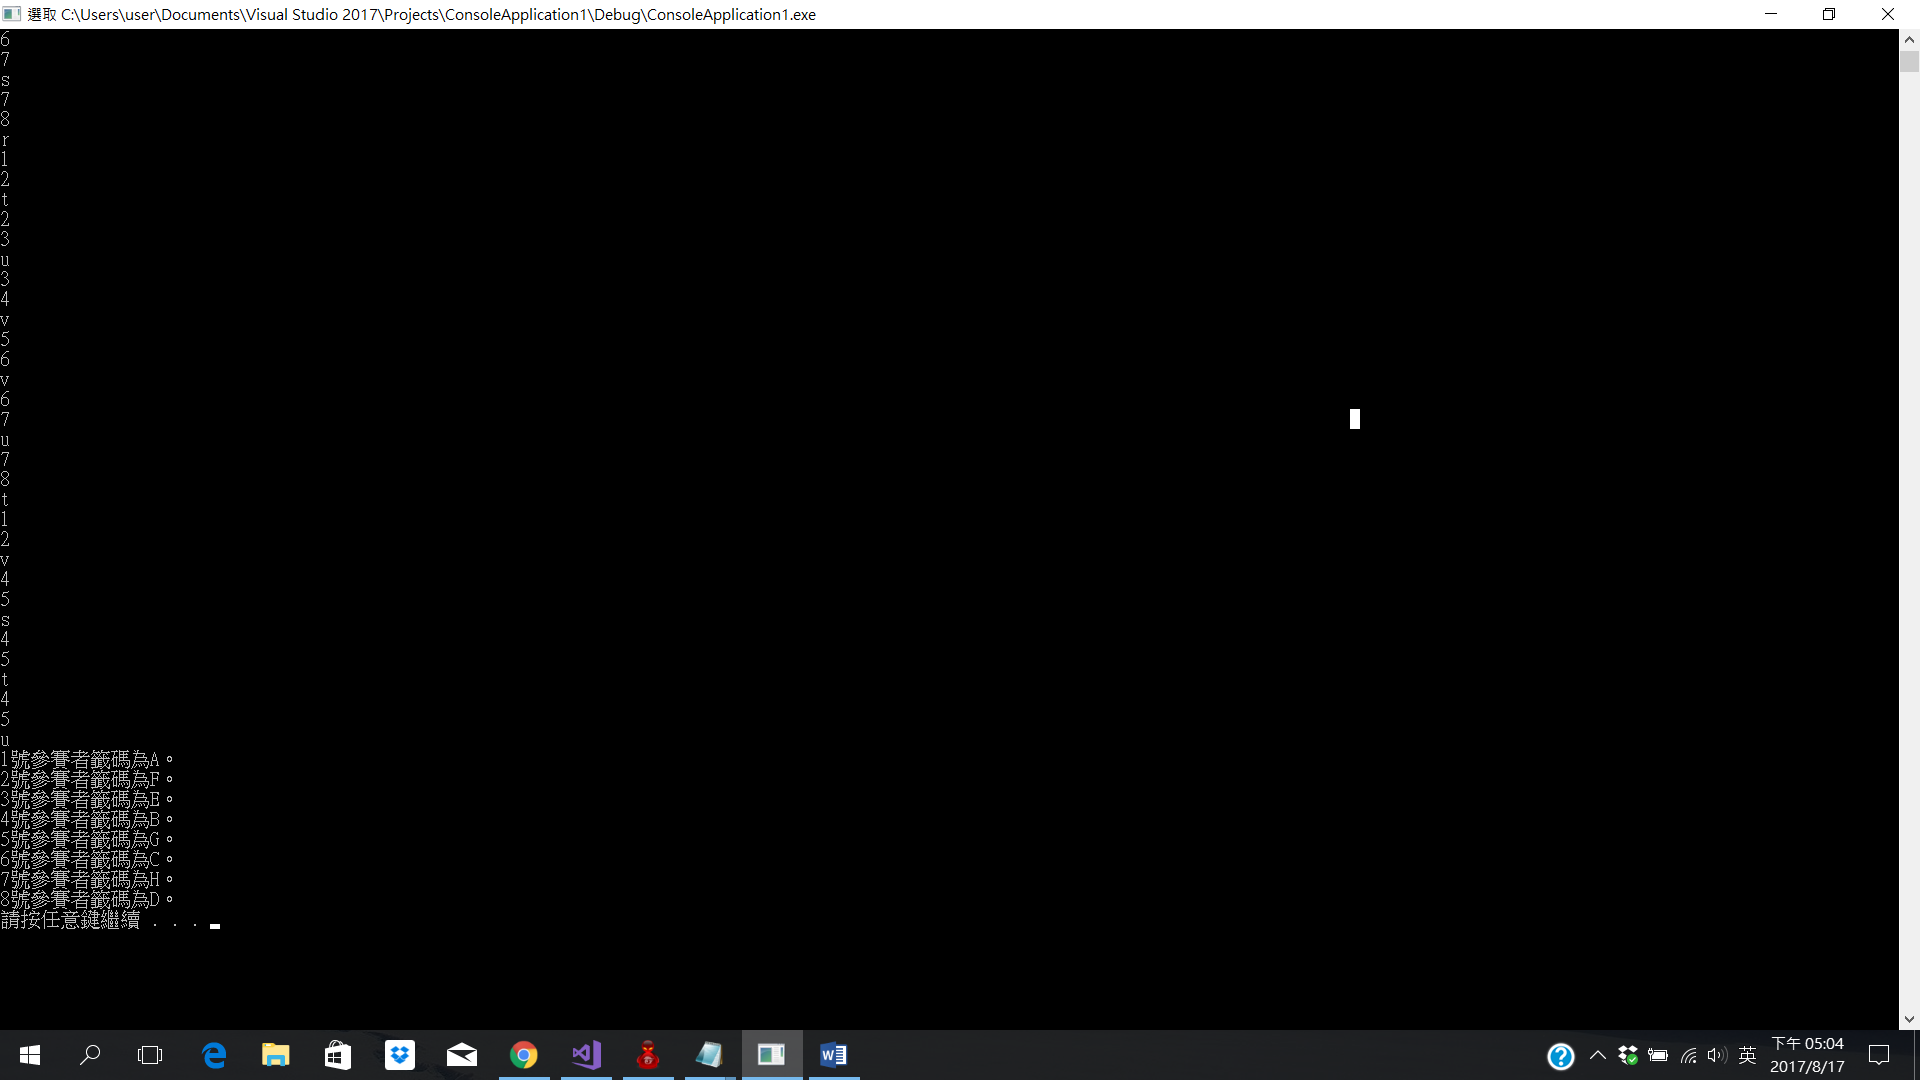 選取 C:\Users\user\Documents\Visual Studio 2017\Projects\ConsoleApplication1\Debug\ConsoleApplication1.exe
6
7
s
7
8
r
1
2
t
2
3
u
3
4
v
5
6
v
6
7
u
7
8
t
1
2
v
4
5
s
4
5
t
4
5
u
1號參賽者籤碼為A。
2號參賽者籤碼為F。
3號參賽者籤碼為E。
4號參賽者籤碼為B。
5號參賽者籤碼為G。
6號參賽者籤碼為C。
7號參賽者籤碼為H。
8號參賽者籤碼為D。
請按任意鍵繼續 . . .
英
下午 05:04
2017/8/17